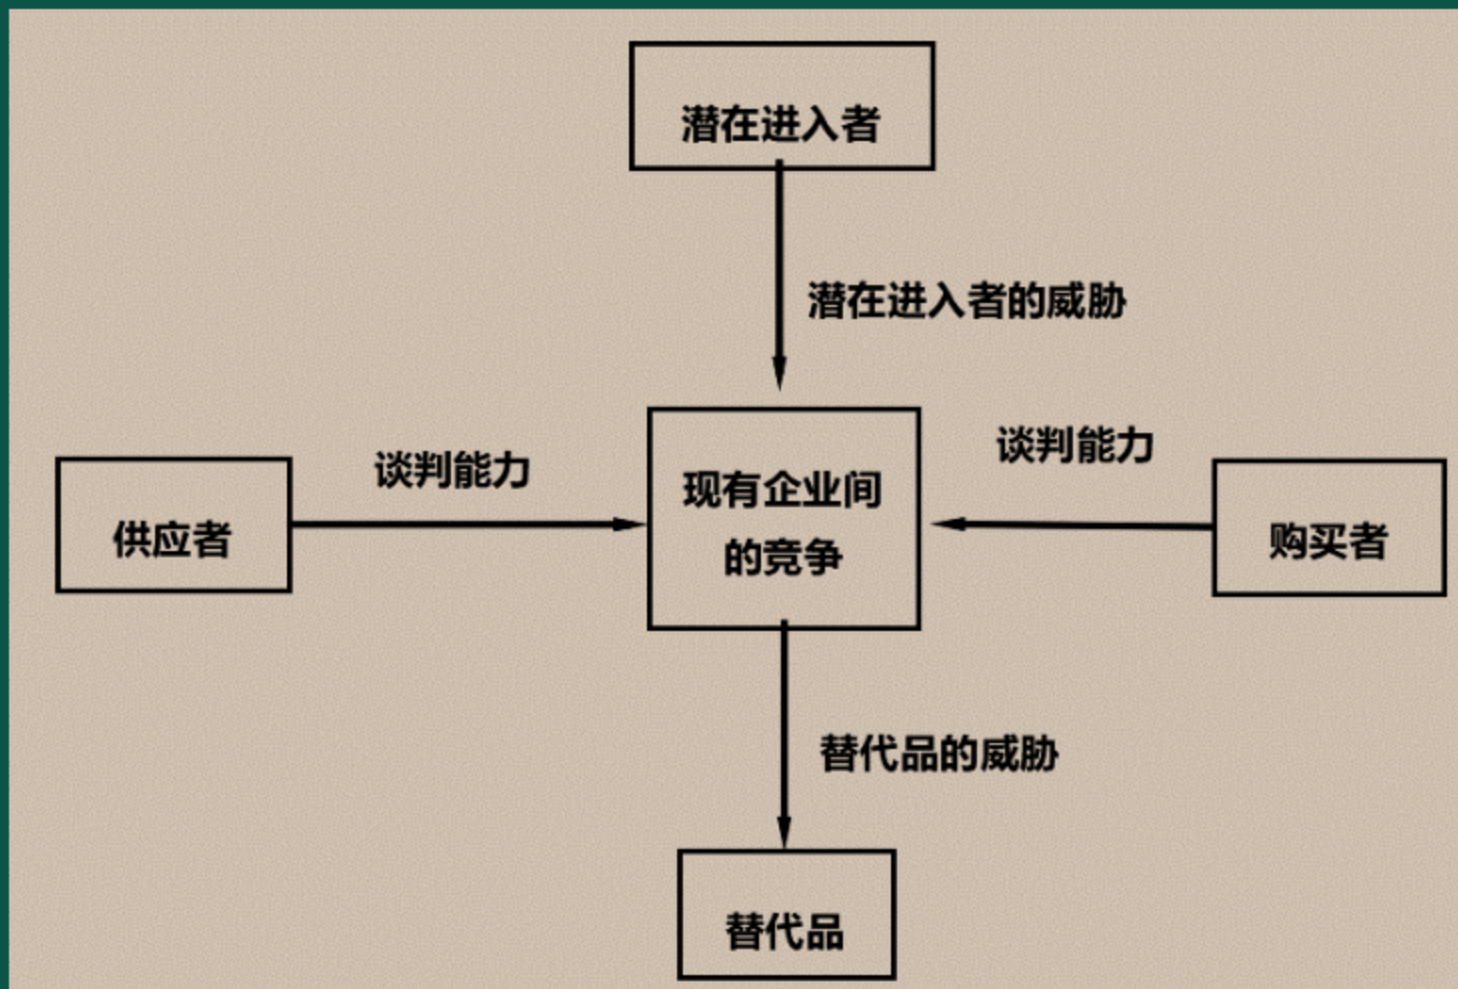 潜在进入者
潜在进入者的威胁
谈判能力
谈判能力
供应者
现有企业间
的竞争
购买者
替代品的威胁
替代品